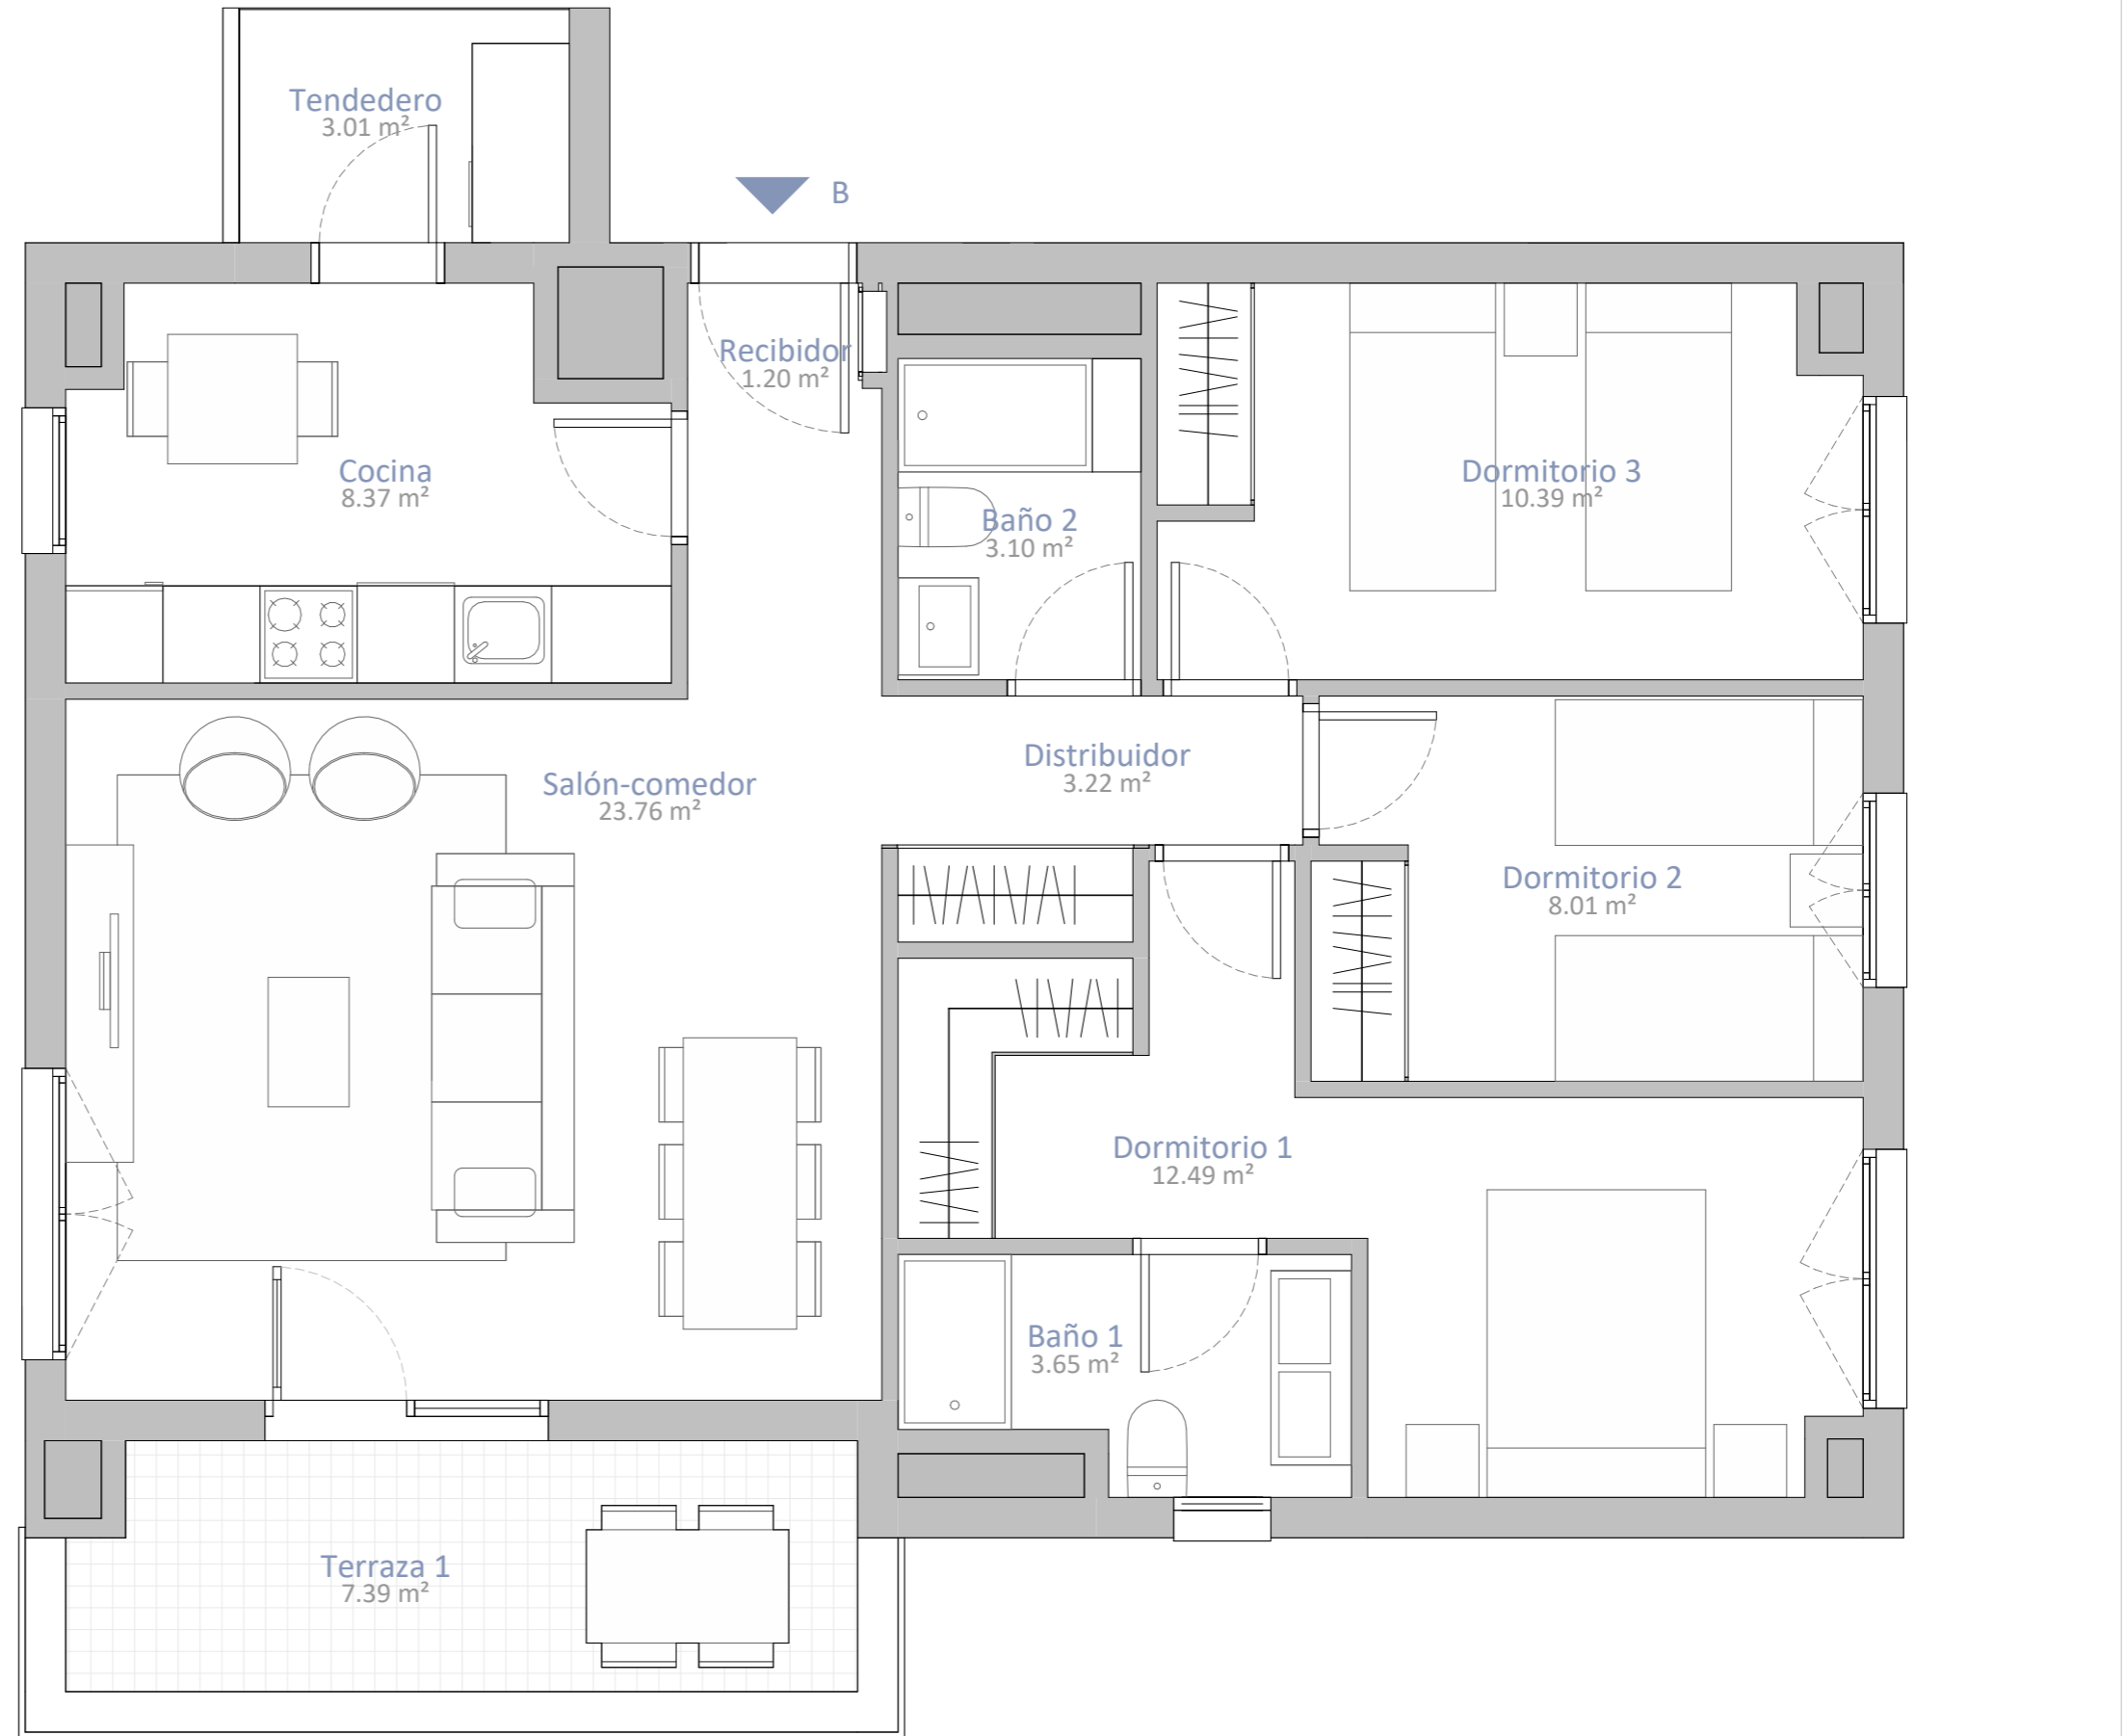 Tendedero
3.01 m²
B
Recibidor
1.20 m²
Cocina
8.37 m²
Dormitorio 3
10.39 m²
Baño 2
3.10 m²
Distribuidor
3.22 m²
Salón-comedor
23.76 m²
Dormitorio 2
8.01 m²
Dormitorio 1
12.49 m²
Baño 1
3.65 m²
Terraza 1
7.39 m²